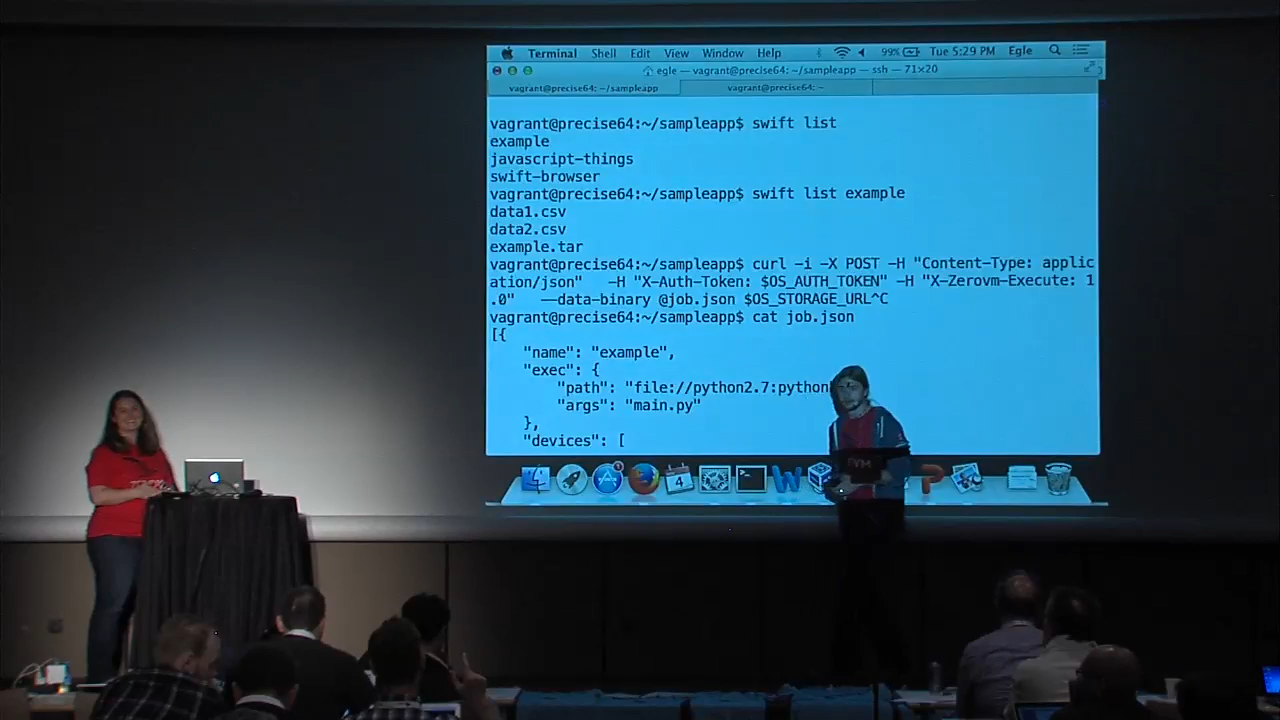 Terminal Shell Edit View Window Help 99% Tue 5:29 PM Egle
egle — vagrant@precise64: ~/sampleapp — ssh — 71×20
vagrant@precise64: ~/sampleapp vagrant@precise64: ~
vagrant@precise64:~/sampleapp$ swift list
example
javascript-things
swift-browser
vagrant@precise64:~/sampleapp$ swift list example
data1.csv
data2.csv
example.tar
vagrant@precise64:~/sampleapp$ curl -i -X POST -H "Content-Type: applic
ation/json" -H "X-Auth-Token: $OS_AUTH_TOKEN" -H "X-Zerovm-Execute: 1
.0" --data-binary @job.json $OS_STORAGE_URL^C
vagrant@precise64:~/sampleapp$ cat job.json
[{
"name": "example",
"exec": {
"path": "file://python2.7:python
"args": "main.py"
},
"devices": [
4